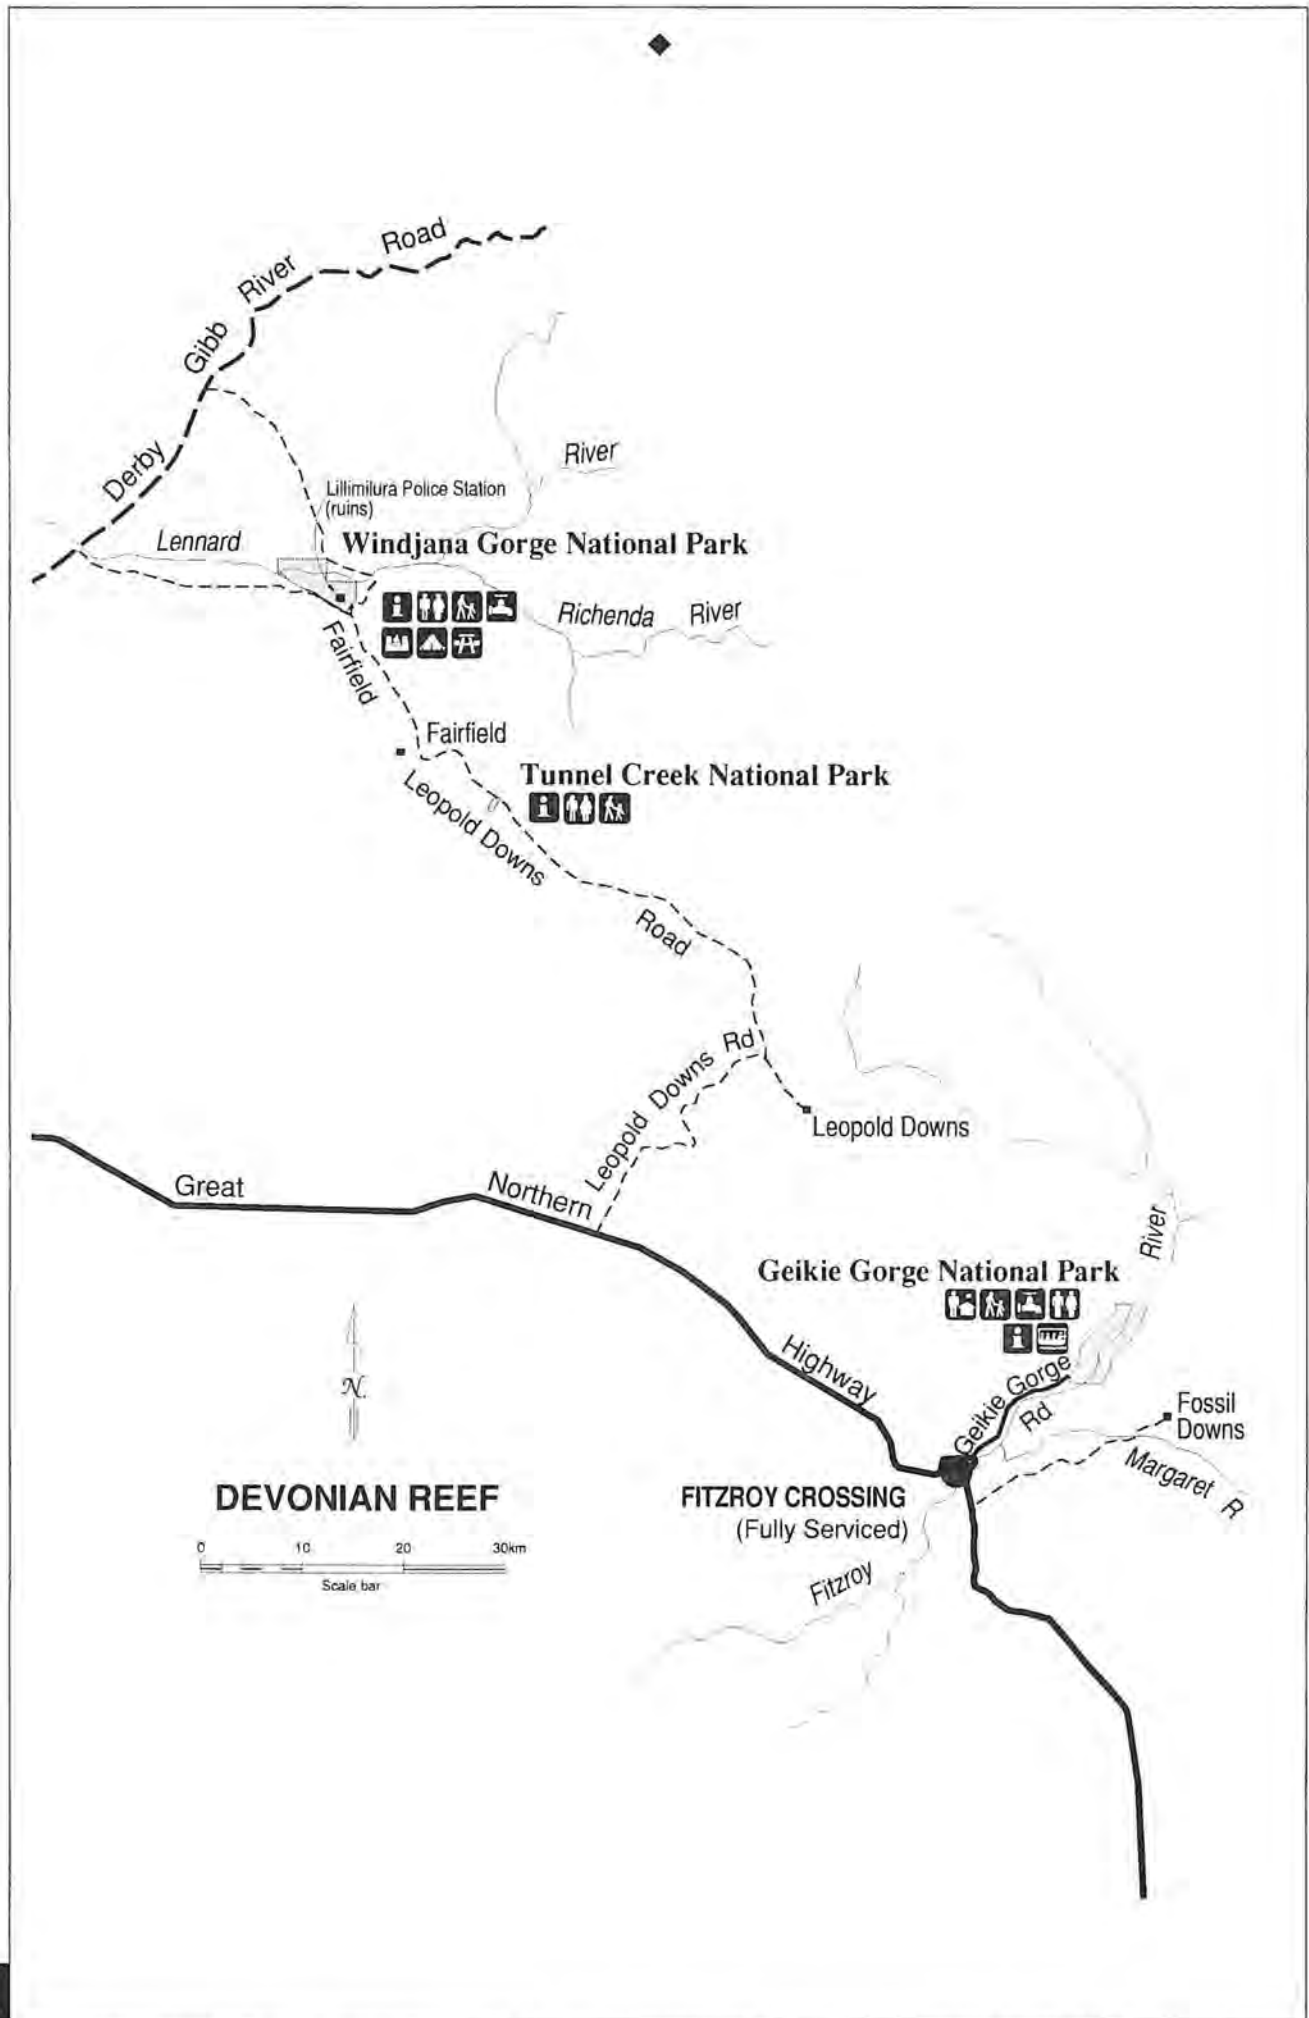 Road
River
Gibb
Derby
River
Lillimilura Police Station
(ruins)
Lennard
Windjana Gorge National Park
Richenda River
Fairfield
Fairfield
Tunnel Creek National Park
Leopold Downs
Road
Leopold Downs Rd
Leopold Downs
Great
Northern
River
Geikie Gorge National Park
Highway
Geikie Gorge
Rd
Fossil
Downs
Margaret R
N.
DEVONIAN REEF
FITZROY CROSSING
(Fully Serviced)
0 10 20 30km
Scale bar
Fitzroy